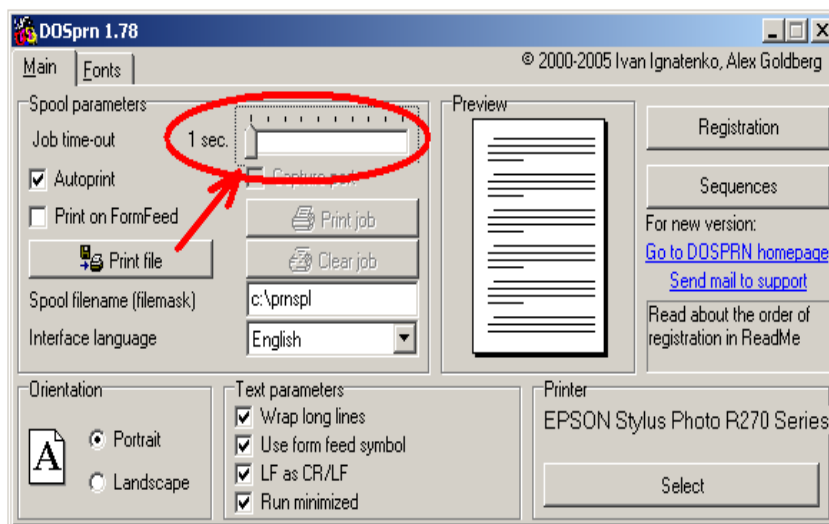 DOSprn 1.78
Main Fonts
© 2000-2005 Ivan Ignatenko, Alex Goldberg
Spool parameters
Job time-out 1 sec.
Autoprint
Capture port
Print on FormFeed
Print job
Print file
Clear job
Spool filename (filemask) c:\prnspl
Interface language English
Preview
Registration
Sequences
For new version:
Go to DOSPRN homepage
Send mail to support
Read about the order of
registration in ReadMe
Orientation
A
Portrait
Landscape
Text parameters
Wrap long lines
Use form feed symbol
LF as CR/LF
Run minimized
Printer
EPSON Stylus Photo R270 Series
Select